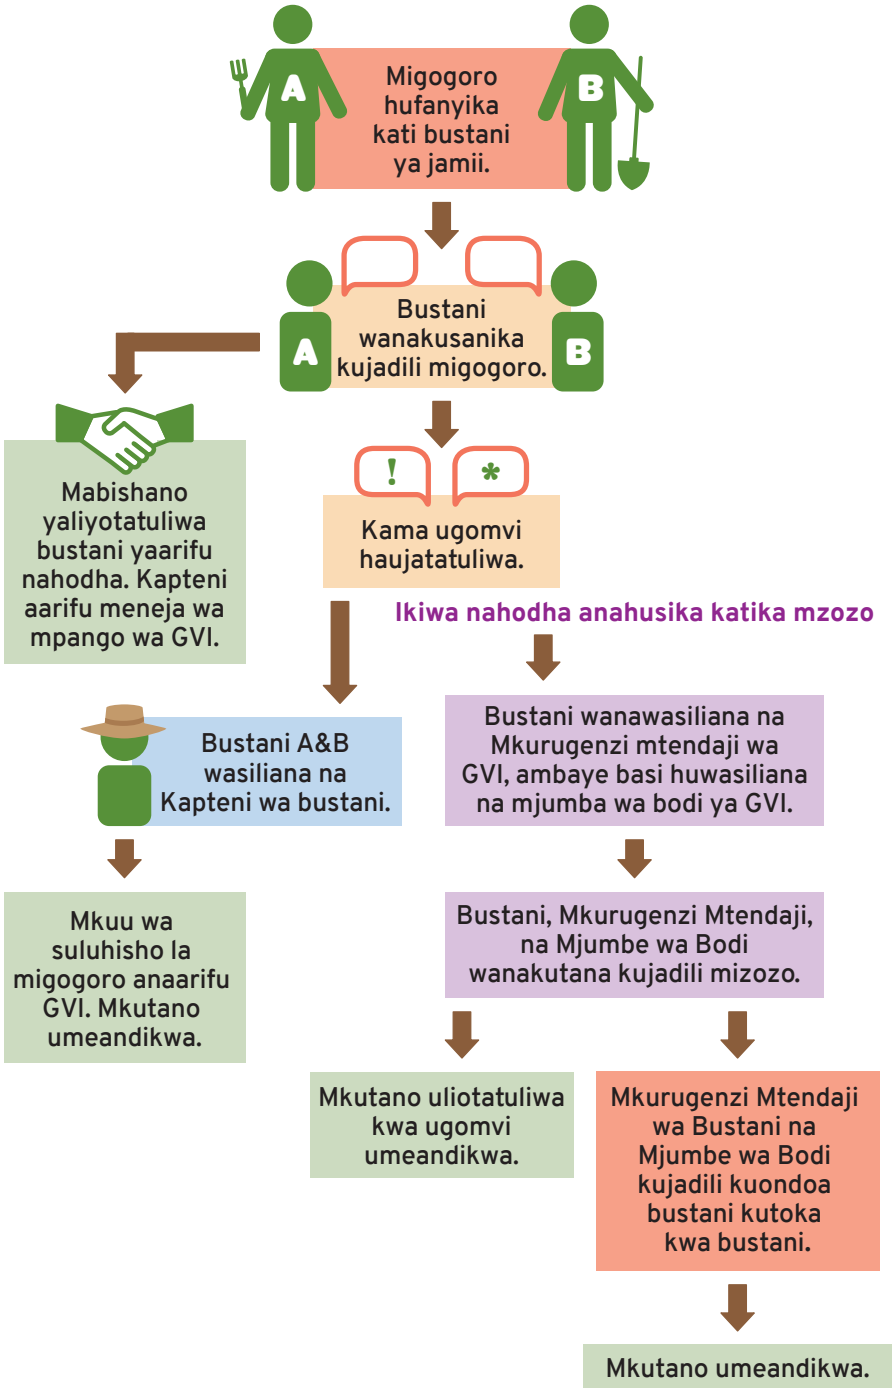 A
B
Migogoro
hufanyika
kati bustani
ya jamii.
A
B
Bustani
wanakusanika
kujadili migogoro.
!
*
Mabishano
yaliyotatuliwa
bustani yaarifu
nahodha. Kapteni
aarifu meneja wa
mpango wa GVI.
Kama ugomvi
haujatatuliwa.
Ikiwa nahodha anahusika katika mzozo
Bustani A&B
wasiliana na
Kapteni wa bustani.
Bustani wanawasiliana na
Mkurugenzi mtendaji wa
GVI, ambaye basi huwasiliana
na mjumba wa bodi ya GVI.
Mkuu wa
suluhisho la
migogoro anaarifu
GVI. Mkutano
umeandikwa.
Bustani, Mkurugenzi Mtendaji,
na Mjumbe wa Bodi
wanakutana kujadili mizozo.
Mkutano uliotatuliwa
kwa ugomvi
umeandikwa.
Mkurugenzi Mtendaji
wa Bustani na
Mjumbe wa Bodi
kujadili kuondoa
bustani kutoka
kwa bustani.
Mkutano umeandikwa.